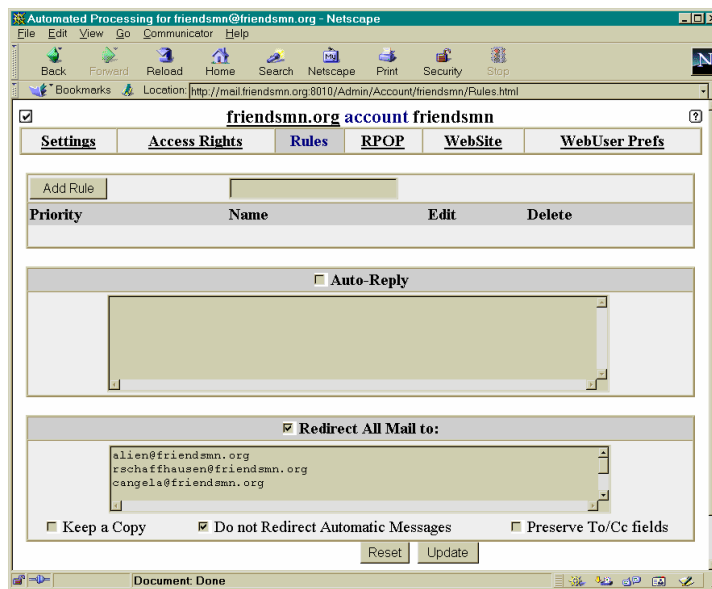 Automated Processing for friendsmn@friendsmn.org - Netscape
File Edit View Go Communicator Help
Back Forward Reload Home Search Netscape Print Security Stop
N
Bookmarks Location: http://mail.friendsmn.org:8010/Admin/Account/friendsmn/Rules.html
friendsmn.org account friendsmn
Settings Access Rights Rules RPOP WebSite WebUser Prefs
Add Rule
Priority Name Edit Delete
Auto-Reply
Redirect All Mail to:
alien@friendsmn.org
rschaffhausen@friendsmn.org
cangela@friendsmn.org
Keep a Copy Do not Redirect Automatic Messages Preserve To/Cc fields
Reset Update
Document: Done